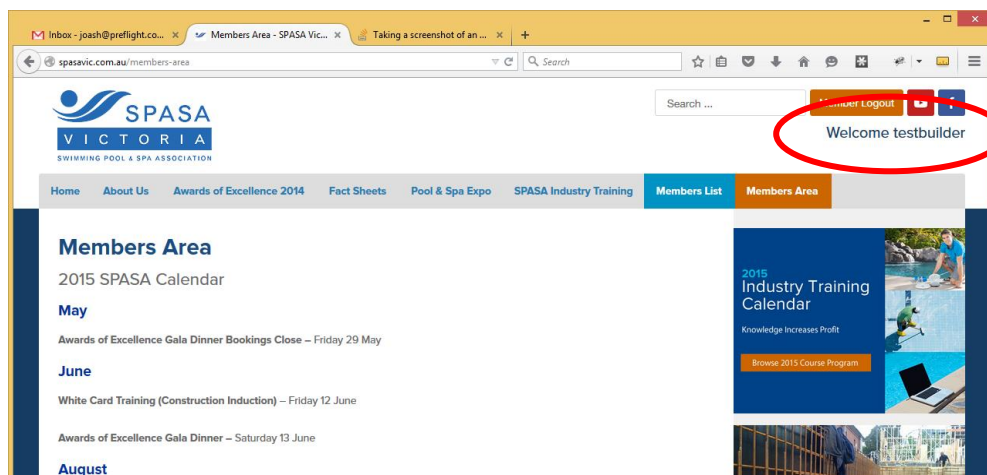 Inbox - joash@preflight.co...
Members Area - SPASA Vic...
Taking a screenshot of an ...
spasavic.com.au/members-area
Search
SPASA
VICTORIA
SWIMMING POOL & SPA ASSOCIATION
Search ...
Member Logout
Welcome testbuilder
Home About Us Awards of Excellence 2014 Fact Sheets Pool & Spa Expo SPASA Industry Training Members List Members Area
Members Area
2015 SPASA Calendar
May
Awards of Excellence Gala Dinner Bookings Close – Friday 29 May
June
White Card Training (Construction Induction) – Friday 12 June
Awards of Excellence Gala Dinner – Saturday 13 June
August
2015
Industry Training
Calendar
Knowledge Increases Profit
Browse 2015 Course Program